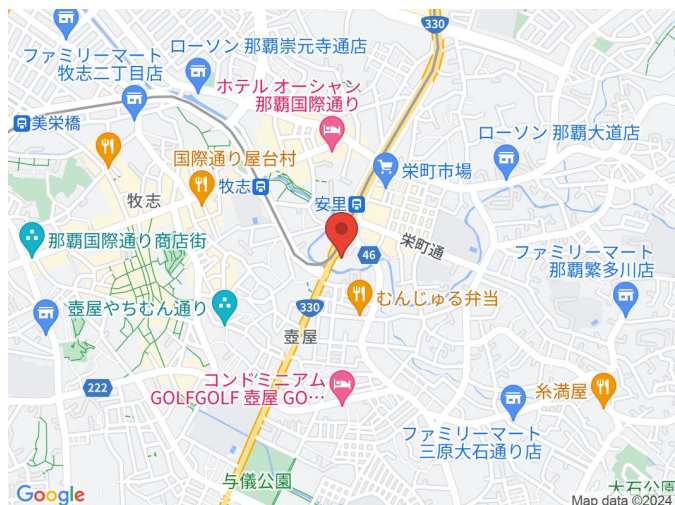 330
ファミリーマート
牧志二丁目店
ローソン 那覇崇元寺通店
ホテル オーシャン
那覇国際通り
美栄橋
ローソン 那覇大道店
国際通り屋台村
栄町市場
牧志
牧志
安里
那覇国際通り商店街
栄町通
46
ファミリーマート
那覇繁多川店
壺屋やちむん通り
むんじゅる弁当
330
壺屋
コンドミニアム
GOLFGOLF 壺屋 GO…
222
糸満屋
ファミリーマート
三原大石通り店
与儀公園
大石公園
Google
Map data ©2024